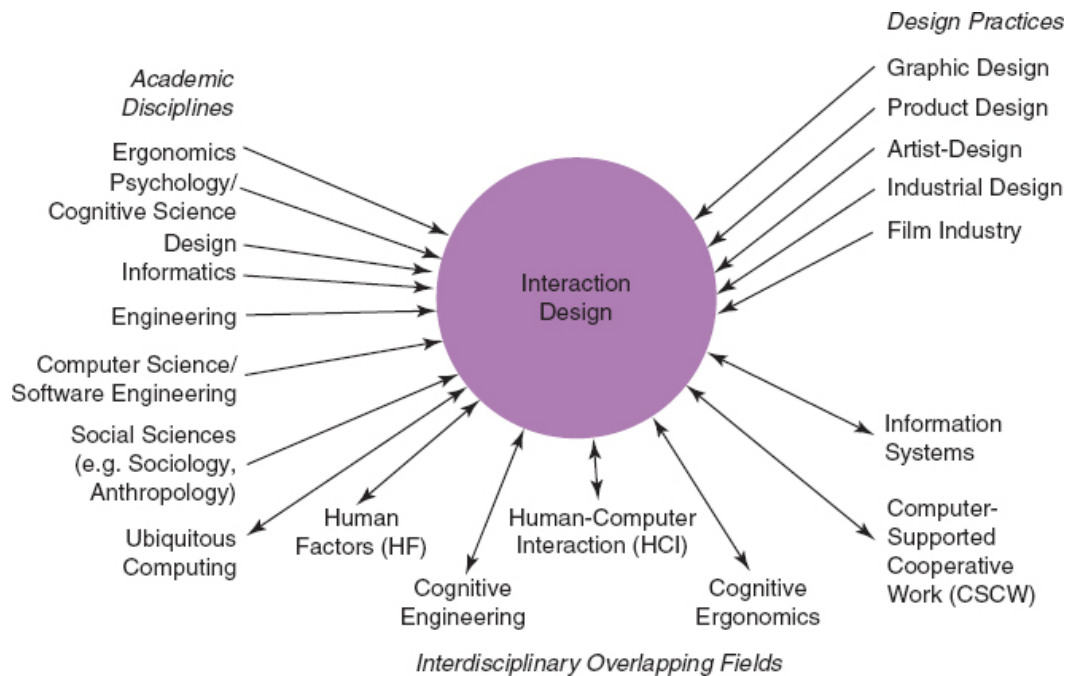 Design Practices
Graphic Design
Product Design
Artist-Design
Industrial Design
Film Industry
Academic
Disciplines
Ergonomics
Psychology/
Cognitive Science
Design
Informatics
Engineering
Computer Science/
Software Engineering
Social Sciences
(e.g. Sociology,
Anthropology)
Ubiquitous
Computing
Interaction
Design
Human
Factors (HF)
Cognitive
Engineering
Human-Computer
Interaction (HCI)
Cognitive
Ergonomics
Information
Systems
Computer-
Supported
Cooperative
Work (CSCW)
Interdisciplinary Overlapping Fields